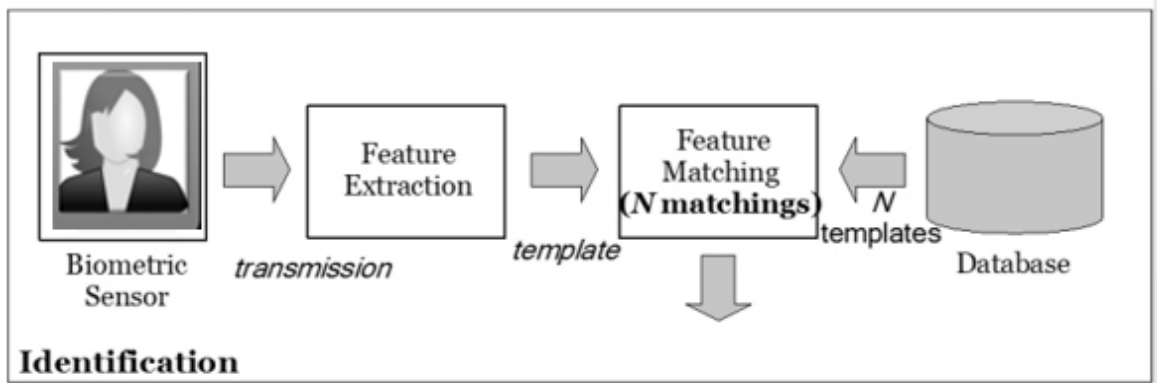 Biometric
Sensor
transmission
Feature
Extraction
template
Feature
Matching
(N matchings)
N
templates
Database
Identification